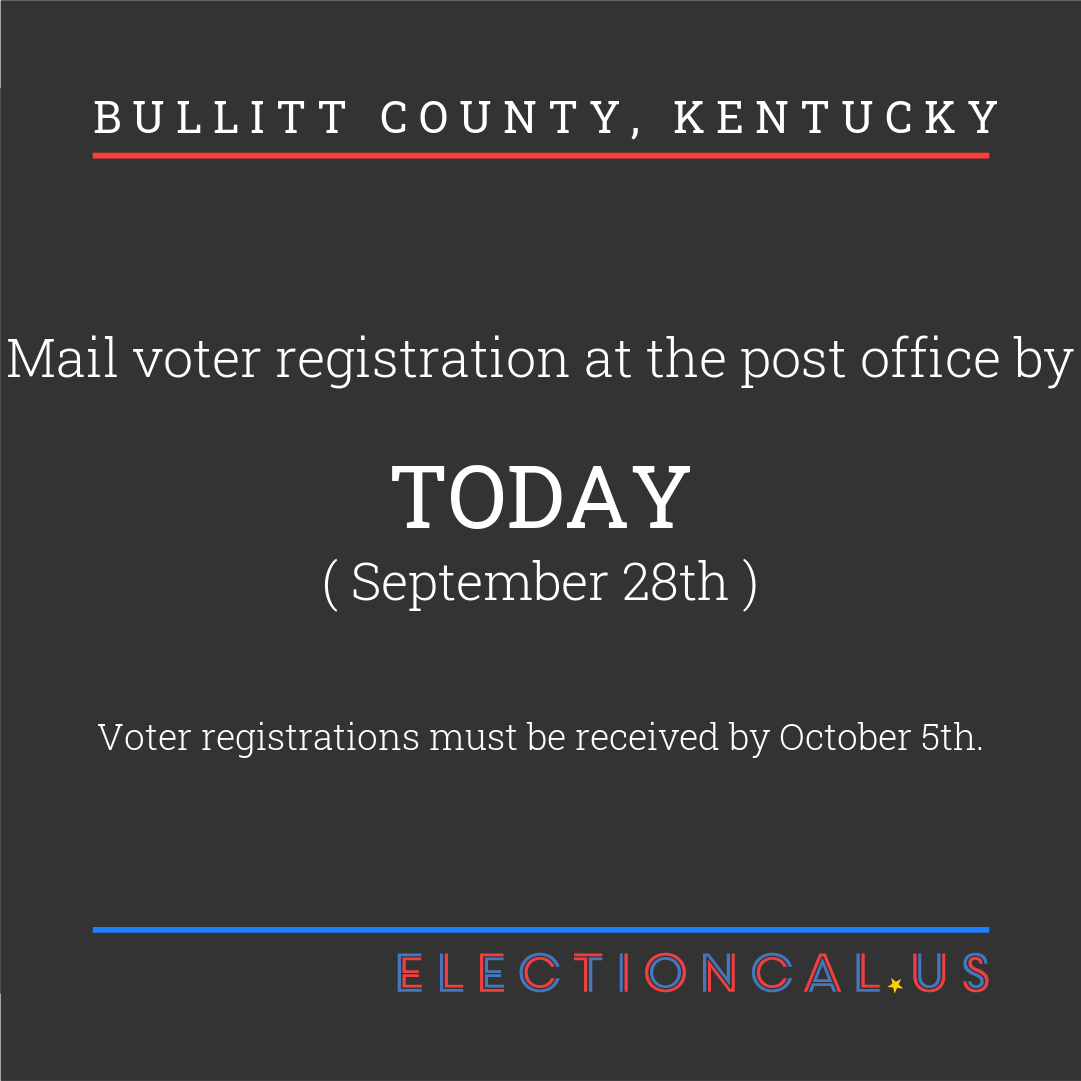 BULLITT COUNTY, KENTUCKY
Mail voter registration at the post office by
TODAY
( September 28th )
Voter registrations must be received by October 5th.
ELECTIONCAL.US